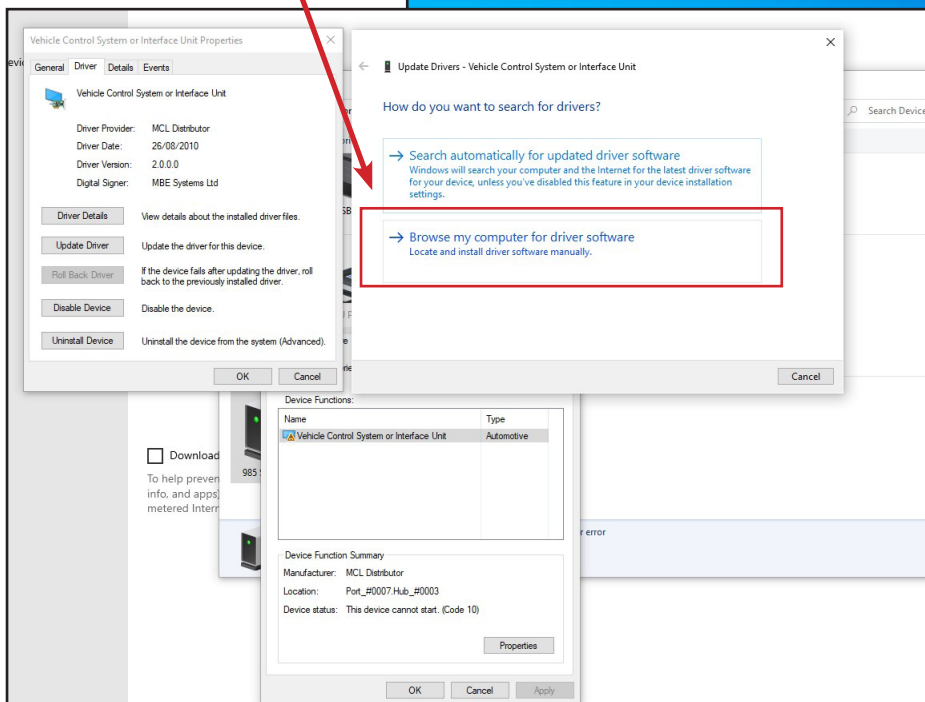 Vehicle Control System or Interface Unit Properties
General Driver Details Events
Vehicle Control System or Interface Unit
Driver Provider: MCL Distributor
Driver Date: 26/08/2010
Driver Version: 2.0.0.0
Digital Signer: MBE Systems Ltd
Driver Details View details about the installed driver files.
Update Driver Update the driver for this device.
Roll Back Driver If the device fails after updating the driver, roll
back to the previously installed driver.
Disable Device Disable the device.
Uninstall Device Uninstall the device from the system (Advanced).
OK Cancel
Update Drivers - Vehicle Control System or Interface Unit
How do you want to search for drivers?
Search automatically for updated driver software
Windows will search your computer and the Internet for the latest driver software
for your device, unless you've disabled this feature in your device installation
settings.
Browse my computer for driver software
Locate and install driver software manually.
Cancel
Search Device
Device Functions:
Name Type
Vehicle Control System or Interface Unit Automotive
Device Function Summary
Manufacturer: MCL Distributor
Location: Port_#0007.Hub_#0003
Device status: This device cannot start. (Code 10)
Properties
OK Cancel Apply
Download
To help preven
info, and apps)
metered Intern
985
error